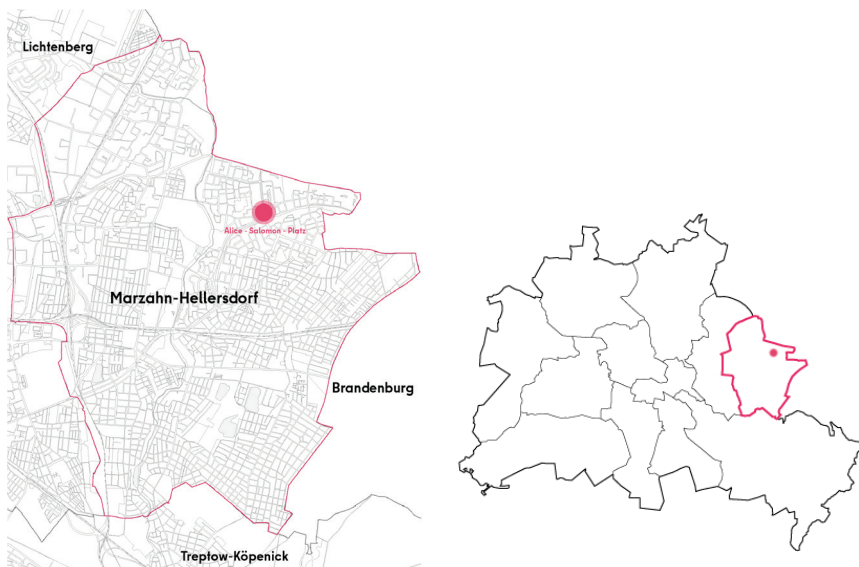 Lichtenberg
Alice - Salomon - Platz
Marzahn-Hellersdorf
Brandenburg
Treptow-Köpenick